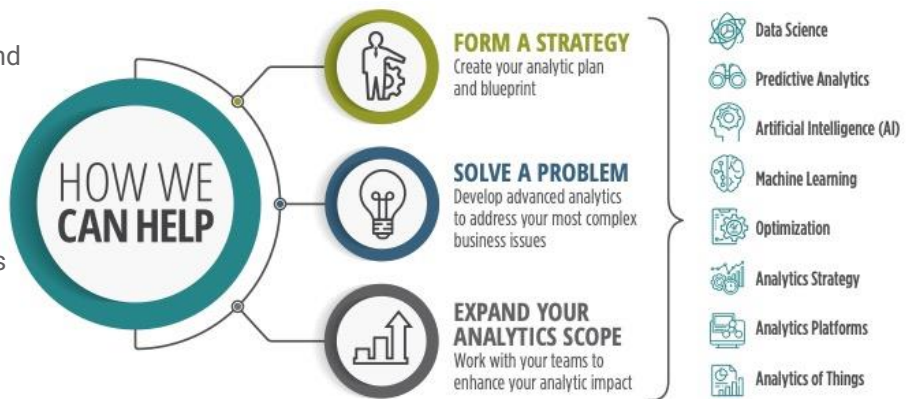 nd
s
HOW WE
CAN HELP
FORM A STRATEGY
Create your analytic plan
and blueprint
SOLVE A PROBLEM
Develop advanced analytics
to address your most complex
business issues
EXPAND YOUR
ANALYTICS SCOPE
Work with your teams to
enhance your analytic impact
Data Science
Predictive Analytics
Artificial Intelligence (AI)
Machine Learning
Optimization
Analytics Strategy
Analytics Platforms
Analytics of Things